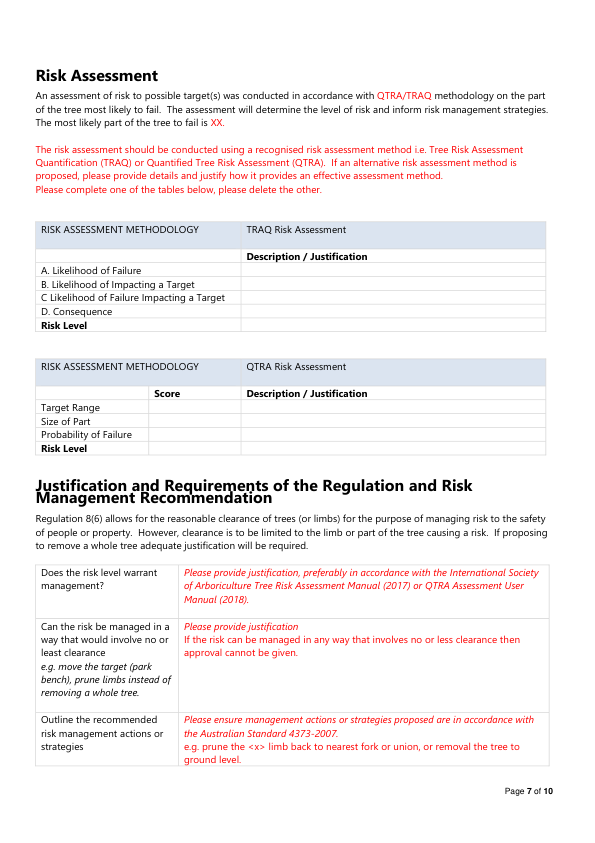 Risk Assessment
An assessment of risk to possible target(s) was conducted in accordance with QTRA/TRAQ methodology on the part
of the tree most likely to fail.  The assessment will determine the level of risk and inform risk management strategies.
The most likely part of the tree to fail is XX.
The risk assessment should be conducted using a recognised risk assessment method i.e. Tree Risk Assessment
Quantification (TRAQ) or Quantified Tree Risk Assessment (QTRA).  If an alternative risk assessment method is
proposed, please provide details and justify how it provides an effective assessment method.
Please complete one of the tables below, please delete the other.
RISK ASSESSMENT METHODOLOGY TRAQ Risk Assessment
Description / Justification
A. Likelihood of Failure
B. Likelihood of Impacting a Target
C Likelihood of Failure Impacting a Target
D. Consequence
Risk Level
RISK ASSESSMENT METHODOLOGY QTRA Risk Assessment
Score Description / Justification
Target Range
Size of Part
Probability of Failure
Risk Level
Justification and Requirements of the Regulation and Risk
Management Recommendation
Regulation 8(6) allows for the reasonable clearance of trees (or limbs) for the purpose of managing risk to the safety
of people or property.  However, clearance is to be limited to the limb or part of the tree causing a risk.  If proposing
to remove a whole tree adequate justification will be required.
Does the risk level warrant
management?
Please provide justification, preferably in accordance with the International Society
of Arboriculture Tree Risk Assessment Manual (2017) or QTRA Assessment User
Manual (2018).
Can the risk be managed in a
way that would involve no or
least clearance
e.g. move the target (park
bench), prune limbs instead of
removing a whole tree.
Please provide justification
If the risk can be managed in any way that involves no or less clearance then
approval cannot be given.
Outline the recommended
risk management actions or
strategies
Please ensure management actions or strategies proposed are in accordance with
the Australian Standard 4373-2007.
e.g. prune the <x> limb back to nearest fork or union, or removal the tree to
ground level.
Page 7 of 10